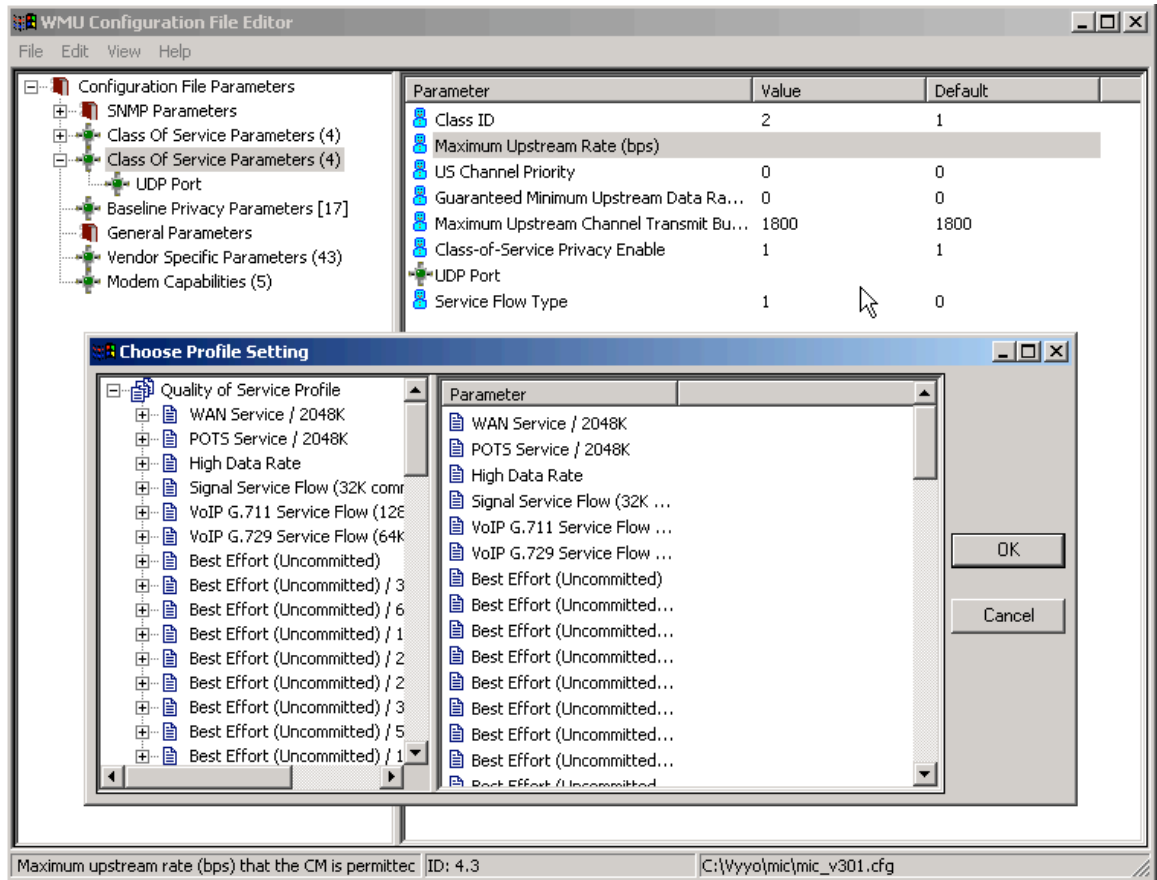 WMU Configuration File Editor
File Edit View Help
Configuration File Parameters
SNMP Parameters
Class Of Service Parameters (4)
Class Of Service Parameters (4)
UDP Port
Baseline Privacy Parameters [17]
General Parameters
Vendor Specific Parameters (43)
Modem Capabilities (5)
Parameter Value Default
Class ID 2 1
Maximum Upstream Rate (bps)
US Channel Priority 0 0
Guaranteed Minimum Upstream Data Ra... 0 0
Maximum Upstream Channel Transmit Bu... 1800 1800
Class-of-Service Privacy Enable 1 1
UDP Port
Service Flow Type 1 0
Choose Profile Setting
Quality of Service Profile
WAN Service / 2048K
POTS Service / 2048K
High Data Rate
Signal Service Flow (32K comm
VoIP G.711 Service Flow (128
VoIP G.729 Service Flow (64K
Best Effort (Uncommitted)
Best Effort (Uncommitted) / 3
Best Effort (Uncommitted) / 6
Best Effort (Uncommitted) / 1
Best Effort (Uncommitted) / 2
Best Effort (Uncommitted) / 2
Best Effort (Uncommitted) / 3
Best Effort (Uncommitted) / 5
Best Effort (Uncommitted) / 1
Parameter
WAN Service / 2048K
POTS Service / 2048K
High Data Rate
Signal Service Flow (32K ...
VoIP G.711 Service Flow ...
VoIP G.729 Service Flow ...
Best Effort (Uncommitted)
Best Effort (Uncommitted...
Best Effort (Uncommitted...
Best Effort (Uncommitted...
Best Effort (Uncommitted...
Best Effort (Uncommitted...
Best Effort (Uncommitted...
Best Effort (Uncommitted...
Best Effort (Uncommitted
OK
Cancel
Maximum upstream rate (bps) that the CM is permittec ID: 4.3 C:\Vyyo\mic\mic_v301.cfg